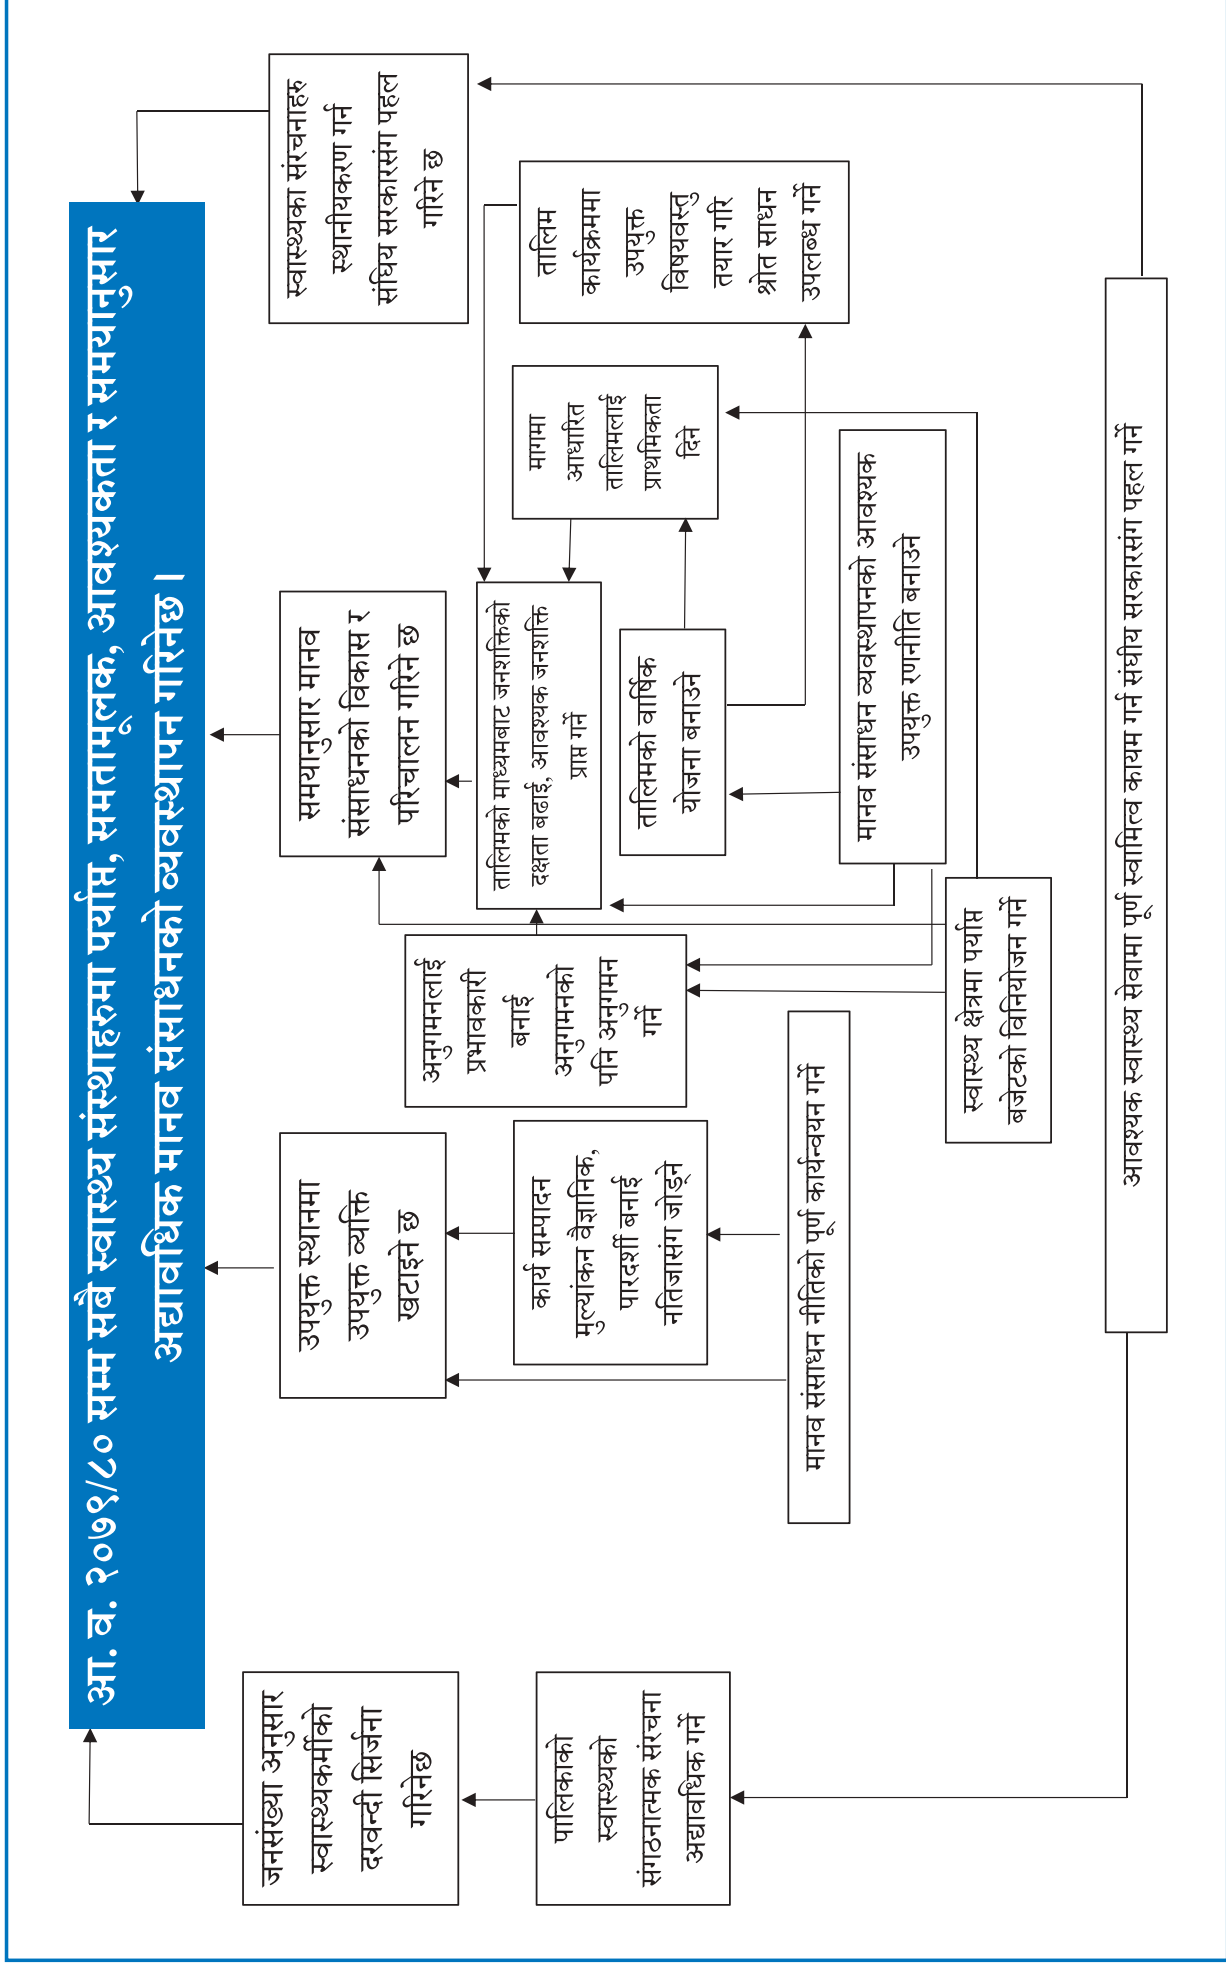 आ. व. २०७९/८० सम्म सबै स्वास्थ्य संस्थाहरुमा पर्याप्त, समतामूलक, आवश्यकता र समयानुसार
अद्यावधिक मानव संसाधनको व्यवस्थापन गरिनेछ ।
जनसंख्या अनुसार
स्वास्थ्यकर्मीको
दरवन्दी सिर्जना
गरिनेछ
उपयुक्त स्थानमा
उपयुक्त व्यक्ति
खटाइने छ
समयानुसार मानव
संसाधनको विकास र
परिचालन गरिने छ
स्वास्थ्यका संरचनाहरु
स्थानीयकरण गर्न
संघिय सरकारसंग पहल
गरिने छ
पालिकाको
स्वास्थ्यको
संगठनात्मक संरचना
अद्यावधिक गर्ने
कार्य सम्पादन
मुल्यांकन वैज्ञानिक,
पारदर्शी बनाई
नतिजासंग जोड्ने
अनुगमनलाइ
प्रभावकारी
बनाई
अनुगमनको
पनि अनुगमन
गर्ने
तालिमको माध्यमबाट जनशक्तिको
दक्षता बढाइ, आवश्यक जनशक्ति
प्राप्त गर्ने
मागमा
आधारित
तालिमलाई
प्राथमिकता
दिने
तालिम
कार्यक्रममा
उपयुक्त
विषयवस्तु
तयार गरि
श्रोत साधन
उपलब्ध गर्ने
तालिमको वार्षिक
योजना बनाउने
मानव संसाधन नीतिको पूर्ण कार्यन्वयन गर्ने
मानव संसाधन व्यवस्थापनको आवश्यक
उपयुक्त रणनीति बनाउने
स्वास्थ्य क्षेत्रमा पर्याप्त
बजेटको विनियोजन गर्ने
आवश्यक स्वास्थ्य सेवामा पूर्ण स्वामित्व कायम गर्न संघीय सरकारसंग पहल गर्ने